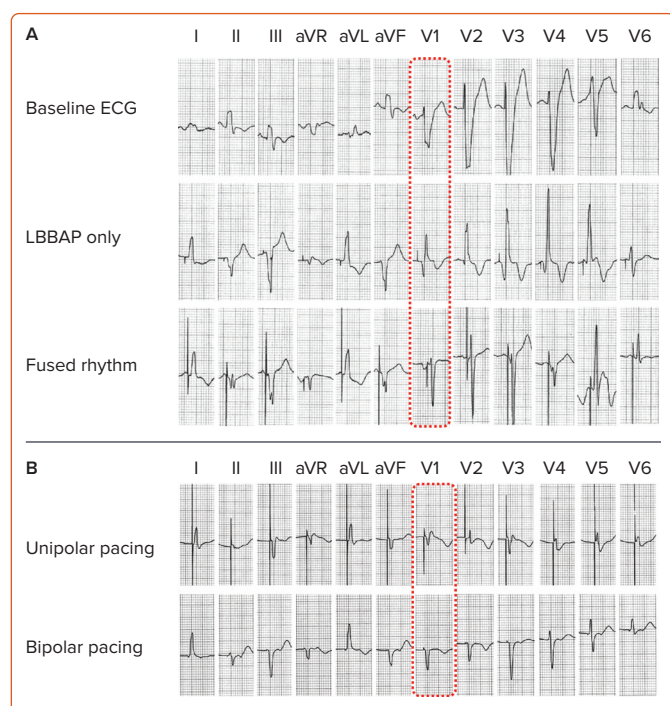 A I II III aVR aVL aVF V1 V2 V3 V4 V5 V6
Baseline ECG
LBBAP only
Fused rhythm
B I II III aVR aVL aVF V1 V2 V3 V4 V5 V6
Unipolar pacing
Bipolar pacing